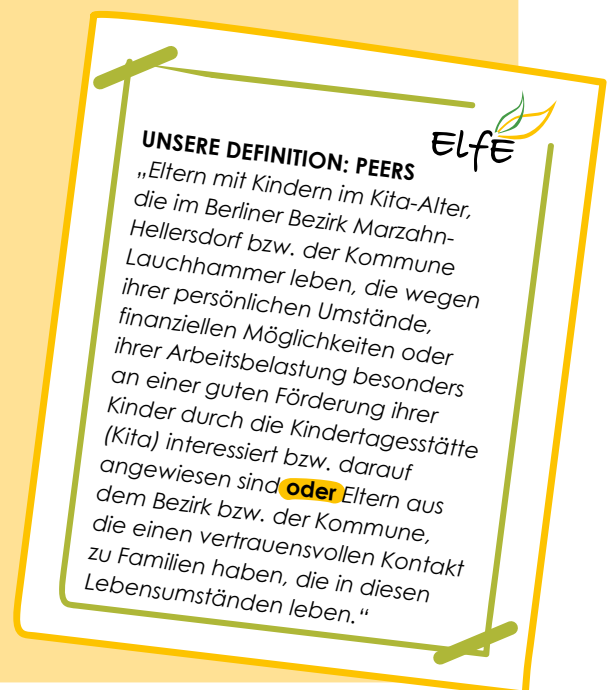 ElfE
UNSERE DEFINITION: PEERS
„Eltern mit Kindern im Kita-Alter,
die im Berliner Bezirk Marzahn-
Hellersdorf bzw. der Kommune
Lauchhammer leben, die wegen
ihrer persönlichen Umstände,
finanziellen Möglichkeiten oder
ihrer Arbeitsbelastung besonders
an einer guten Förderung ihrer
Kinder durch die Kindertagesstätte
(Kita) interessiert bzw. darauf
angewiesen sind oder Eltern aus
dem Bezirk bzw. der Kommune,
die einen vertrauensvollen Kontakt
zu Familien haben, die in diesen
Lebensumständen leben.“